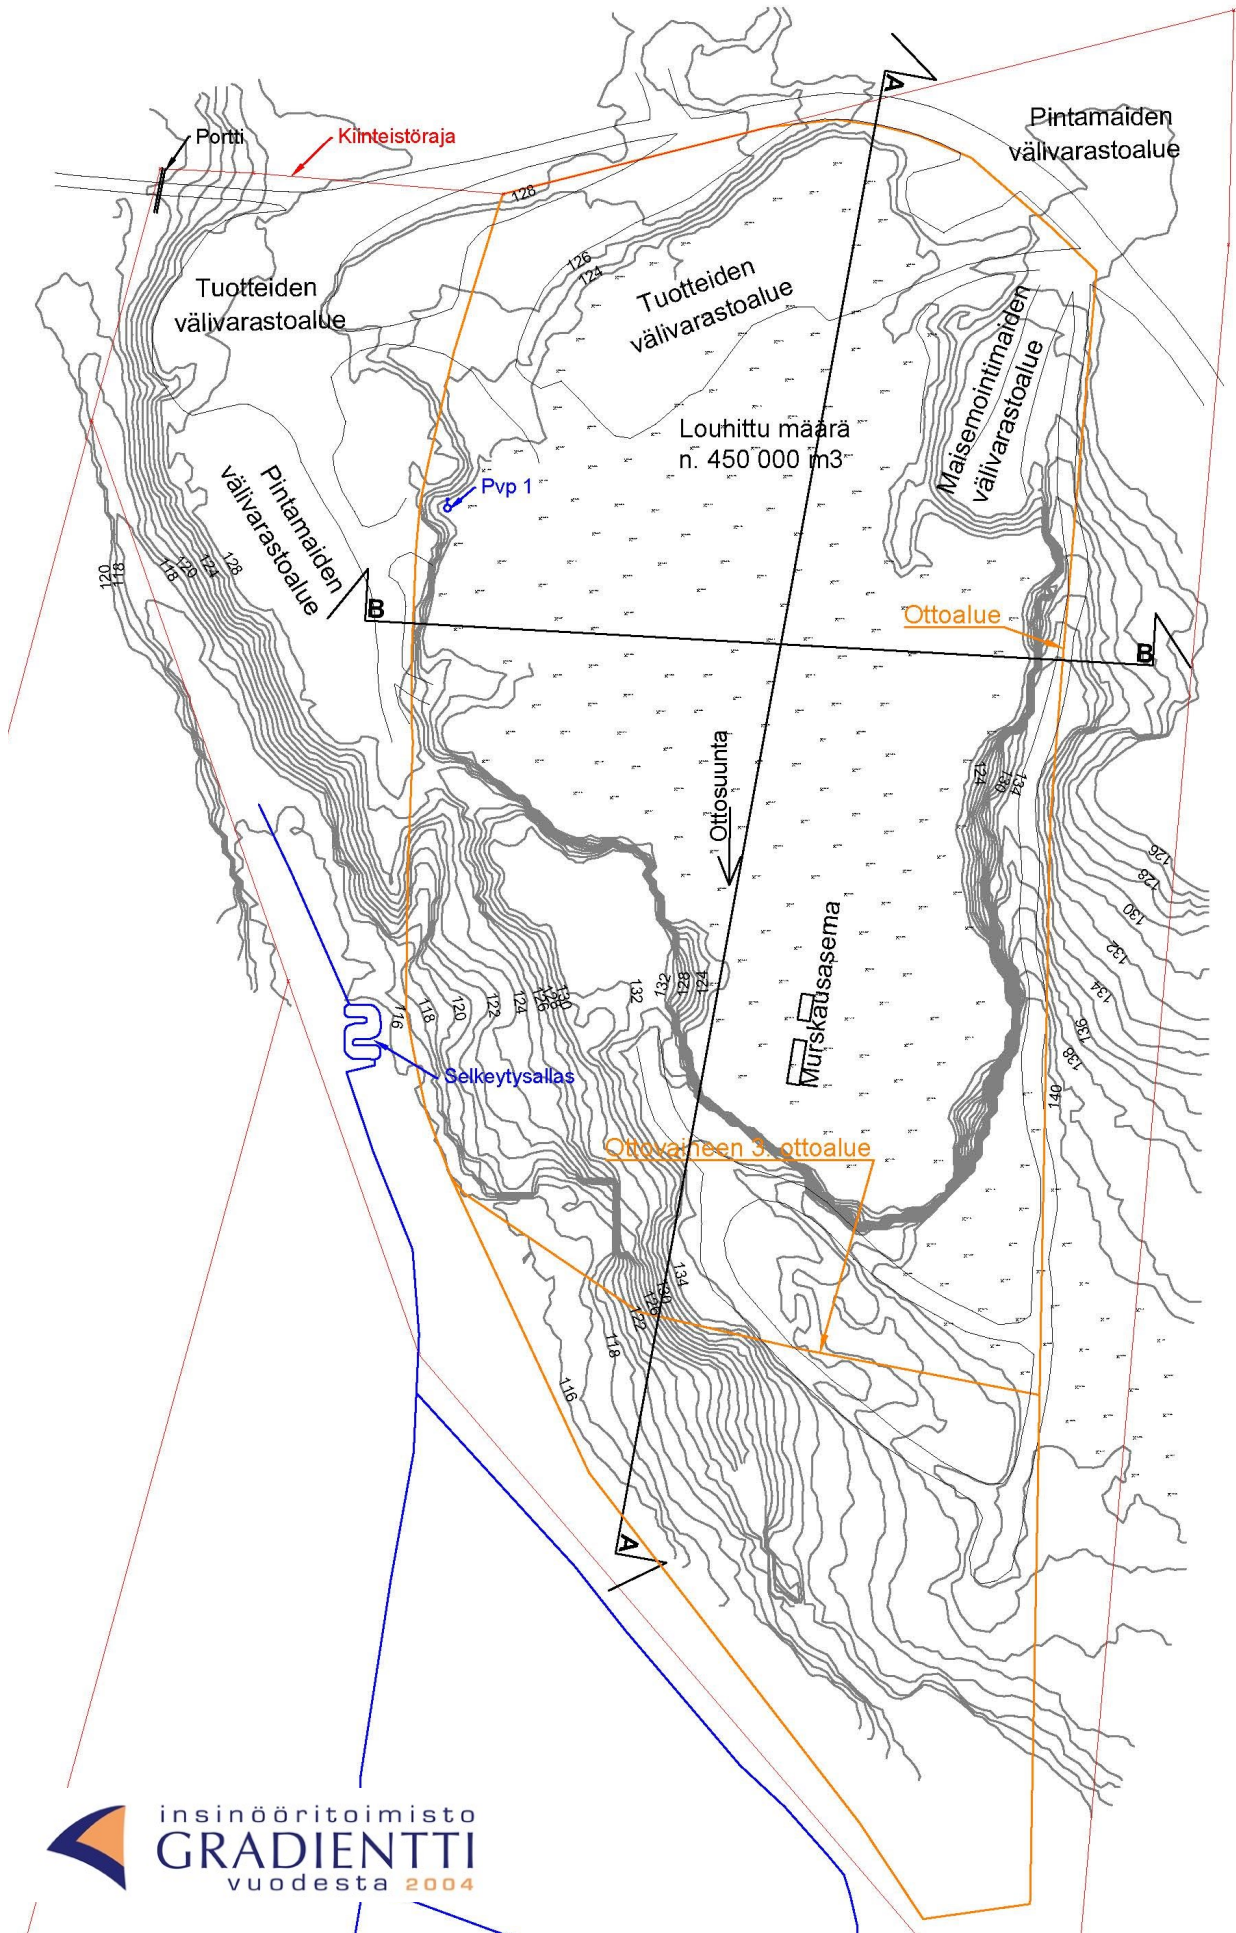 A
Pintamaiden
välivarastoalue
Portti
Kiinteistöraja
128
126
124
Tuotteiden
välivarastoalue
Tuotteiden
välivarastoalue
Maisemointimaiden
välivarastoalue
Louhittu määrä
n. 450 000 m3
Pvp 1
Pintamaiden
välivarastoalue
120
118
118
120
124
128
B
Ottoalue
B
Ottosuunta
124
130
134
126
128
130
132
134
136
138
140
Murskausasema
116
118
120
122
124
126
128
130
132
132
128
124
Selkeytysallas
Ottovaineen 3. ottoalue
134
130
126
122
118
116
A
insinööritoimisto
GRADIENTTI
vuodesta 2004